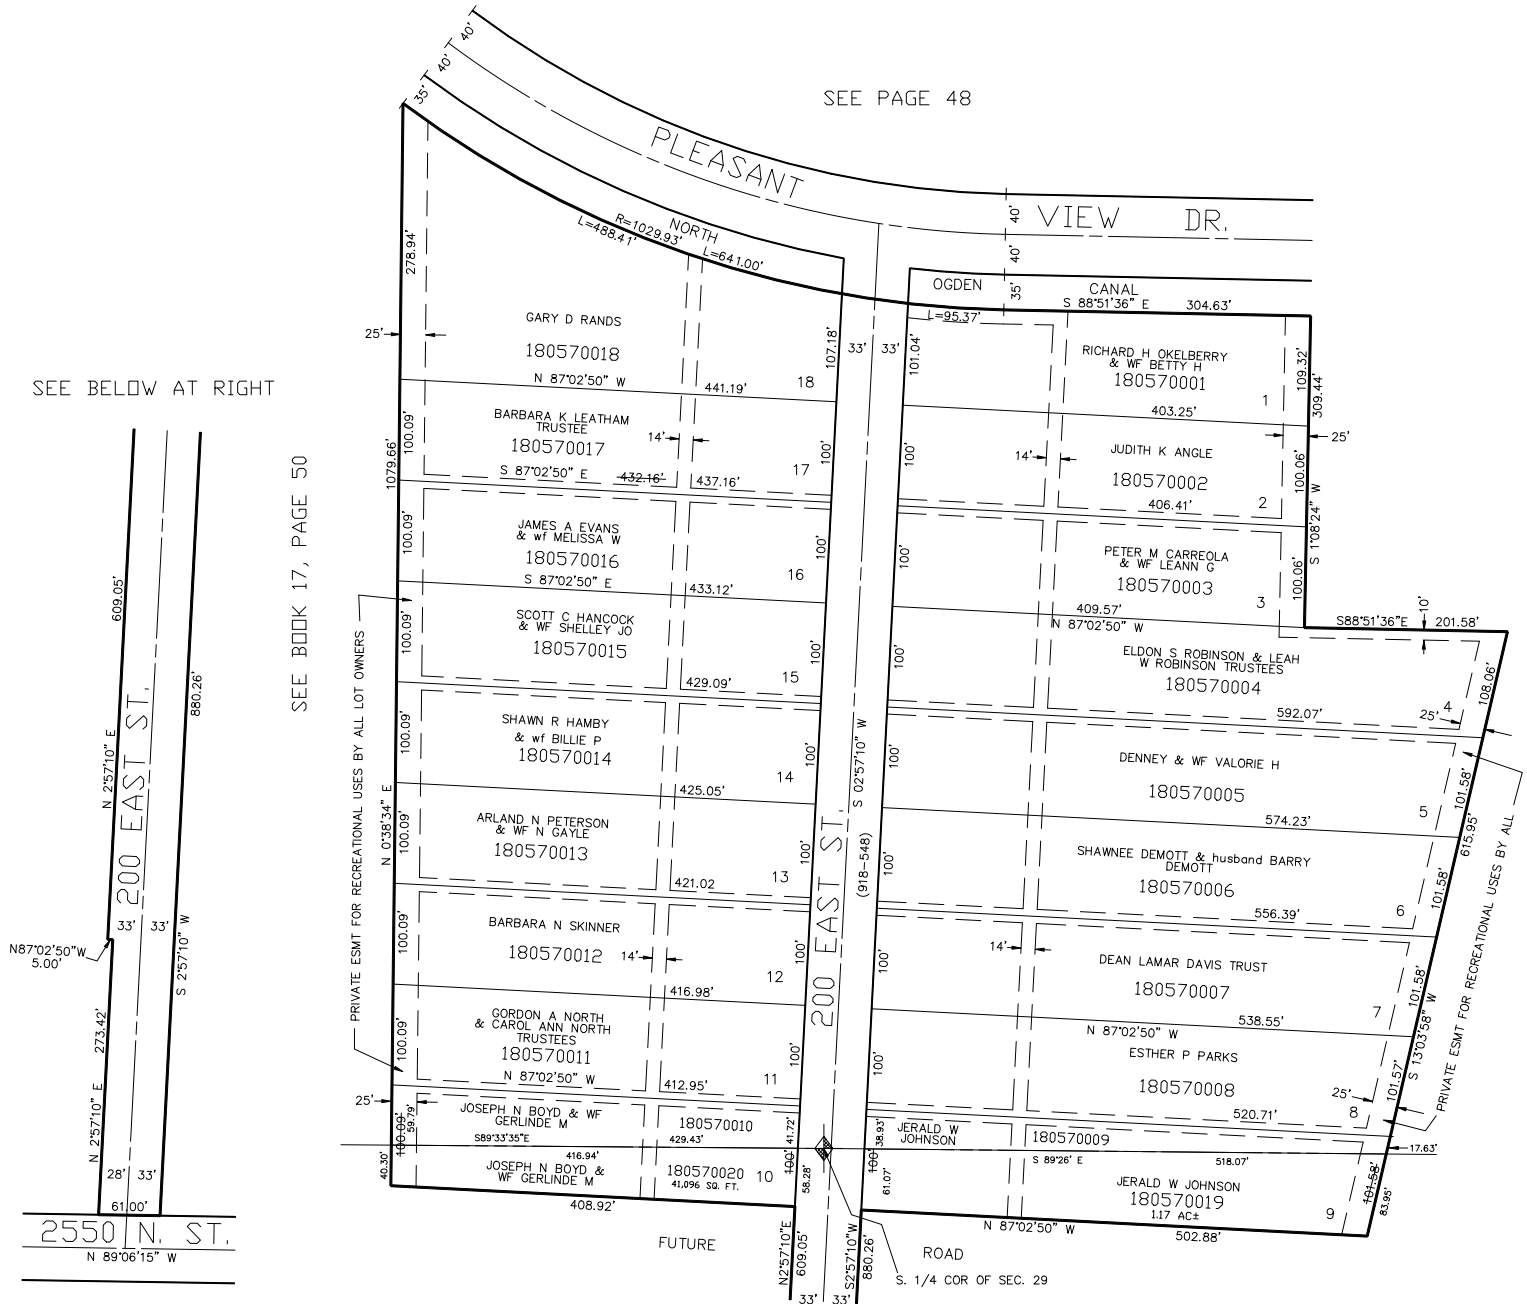 SEE PAGE 48
40'
40'
35'
PLEASANT
VIEW DR.
40'
40'
35'
NORTH
OGDEN
CANAL
R=1029.93'
L=488.41'
L=641.00'
L=95.37'
S 88°51'36" E
304.63'
278.94'
25'
GARY D RANDS
180570018
N 87°02'50" W
441.19'
18
107.18'
33'
33'
101.04'
RICHARD H OKELBERRY
& WF BETTY H
180570001
1
403.25'
109.32'
309.44'
25'
SEE BELOW AT RIGHT
SEE BOOK 17, PAGE 50
1079.66'
100.09'
BARBARA K LEATHAM
TRUSTEE
180570017
14'
17
S 87°02'50" E
432.16'
437.16'
100'
100'
14'
JUDITH K ANGLE
180570002
2
406.41'
100.06'
S 1°08'24" W
100.09'
JAMES A EVANS
& wf MELISSA W
180570016
16
S 87°02'50" E
433.12'
100'
100'
PETER M CARREOLA
& WF LEANN G
180570003
3
409.57'
N 87°02'50" W
100.06'
S88°51'36"E
201.58'
10'
100.09'
SCOTT C HANCOCK
& WF SHELLEY JO
180570015
15
429.09'
100'
100'
ELDON S ROBINSON & LEAH
W ROBINSON TRUSTEES
180570004
4
25'
592.07'
108.06'
PRIVATE ESMT FOR RECREATIONAL USES BY ALL LOT OWNERS
100.09'
SHAWN R HAMBY
& wf BILLIE P
180570014
14
425.05'
100'
S 02°57'10" W
100'
DENNEY & WF VALORIE H
180570005
5
574.23'
101.58'
615.95'
N 0°38'34" E
100.09'
ARLAND N PETERSON
& WF N GAYLE
180570013
13
421.02
100'
200 EAST ST.
(918-548)
100'
SHAWNEE DEMOTT & husband BARRY
DEMOTT
180570006
6
556.39'
101.58'
PRIVATE ESMT FOR RECREATIONAL USES BY ALL
100.09'
BARBARA N SKINNER
180570012
14'
12
416.98'
100'
100'
14'
DEAN LAMAR DAVIS TRUST
180570007
7
538.55'
N 87°02'50" W
101.58'
S 13°03'58" W
100.09'
GORDON A NORTH
& CAROL ANN NORTH
TRUSTEES
180570011
11
N 87°02'50" W
412.95'
100'
100'
ESTHER P PARKS
180570008
8
25'
520.71'
101.57'
25'
100.09'
59.79'
JOSEPH N BOYD & WF
GERLINDE M
180570010
S89°33'35"E
429.43'
41.72'
38.93'
JERALD W
JOHNSON
180570009
S 89°26' E
518.07'
17.63'
40.30'
416.94'
JOSEPH N BOYD &
WF GERLINDE M
180570020
41,096 SQ. FT.
10
100'
58.28'
100'
61.07'
JERALD W JOHNSON
180570019
1.17 AC±
9
101.58'
83.95'
408.92'
N 87°02'50" W
502.88'
FUTURE
ROAD
N2°57'10"E
609.05'
S2°57'10"W
880.26'
33'
33'
S. 1/4 COR OF SEC. 29
609.05'
N 2°57'10" E
200 EAST ST.
880.26'
S 2°57'10" W
33'
33'
N87°02'50"W
5.00'
273.42'
N 2°57'10" E
28'
33'
61.00'
2550 N. ST.
N 89°06'15" W